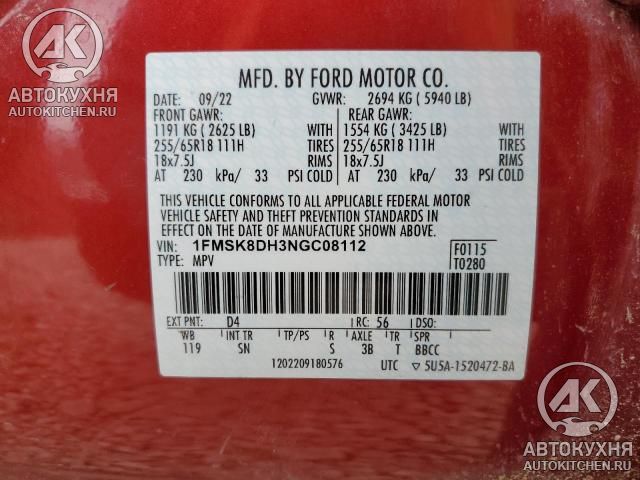 АК
АВТОКУХНЯ
AUTOKITCHEN.RU
MFD. BY FORD MOTOR CO.
DATE: 09/22 GVWR: 2694 KG ( 5940 LB)
FRONT GAWR: REAR GAWR:
1191 KG ( 2625 LB) WITH 1554 KG ( 3425 LB) WITH
255/65R18 111H TIRES 255/65R18 111H TIRES
18x7.5J RIMS 18x7.5J RIMS
AT 230 kPa/ 33 PSI COLD AT 230 kPa/ 33 PSI COLD
THIS VEHICLE CONFORMS TO ALL APPLICABLE FEDERAL MOTOR
VEHICLE SAFETY AND THEFT PREVENTION STANDARDS IN
EFFECT ON THE DATE OF MANUFACTURE SHOWN ABOVE.
VIN: 1FMSK8DH3NGC08112
TYPE: MPV
F0115
T0280
EXT PNT: D4 RC: 56 DSO:
WB INT TR TP/PS R AXLE TR SPR
119 SN S 3B T BBCC
1202209180576 UTC ▽ 5U5A-1520472-BA
АК
АВТОКУХНЯ
AUTOKITCHEN.RU